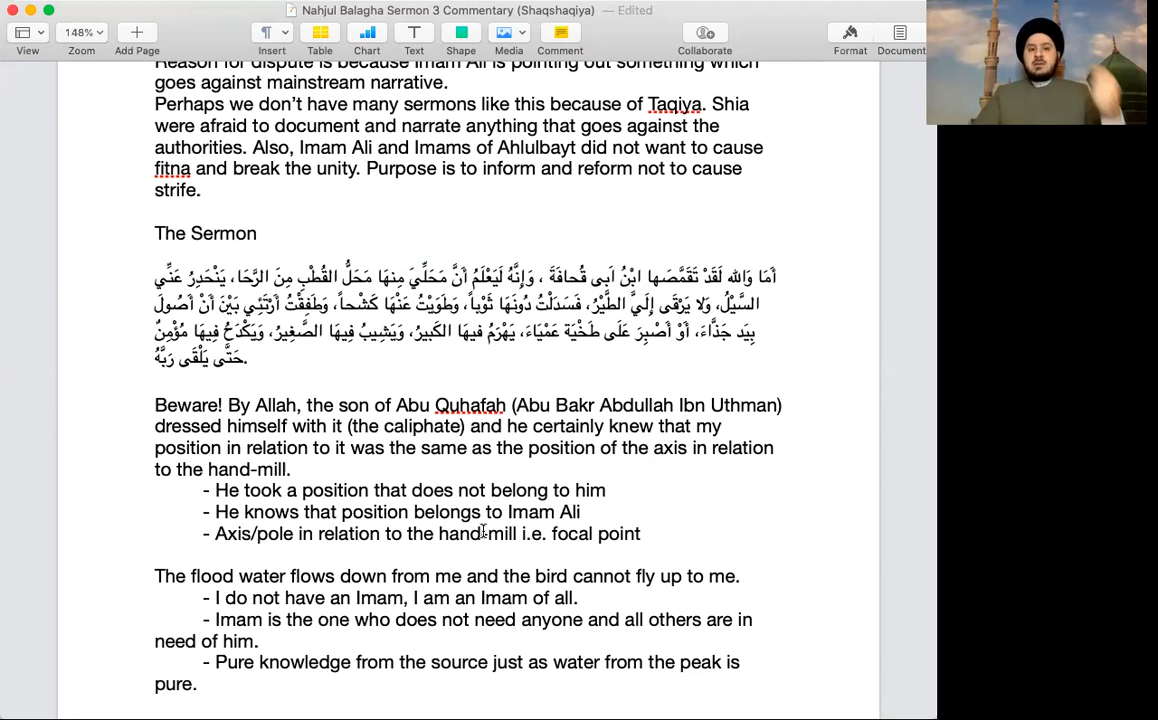 Nahjul Balagha Sermon 3 Commentary (Shaqshaqiya) — Edited
148%
View Zoom Add Page Insert Table Chart Text Shape Media Comment Collaborate Format Document
Reason for dispute is because Imam Ali is pointing out something which
goes against mainstream narrative.
Perhaps we don't have many sermons like this because of Taqiya. Shia
were afraid to document and narrate anything that goes against the
authorities. Also, Imam Ali and Imams of Ahlulbayt did not want to cause
fitna and break the unity. Purpose is to inform and reform not to cause
strife.
The Sermon
أَمَا وَالله لَقَدْ تَقَمَّصَها ابْنُ اَبى قُحافَةَ ، وَإِنَّهُ لَيَعْلَمُ أَنَّ مَحَلِّيَ مِنهَا مَحَلُّ القُطْبِ مِنَ الرَّحَا، يَنْحَدِرُ عَنِّي
السَّيْلُ، وَلا يَرْقَى إِلَيَّ الطَّيْرُ، فَسَدَلْتُ دُونَهَا ثَوْباً، وَطَوَيْتُ عَنْهَا كَشْحاً، وَطَفِقْتُ أَرْتَئِي بَيْنَ أَنْ أَصُولَ
بِيَد جَذَّاءَ، أَوْ أَصْبِرَ عَلَى طَخْيَة عَمْيَاءَ، يَهْرَمُ فيهَا الكَبيرُ، وَيَشِيبُ فِيهَا الصَّغِيرُ، وَيَكْدَحُ فِيهَا مُؤْمِنٌ
حَتَّى يَلْقَى رَبَّهُ.
Beware! By Allah, the son of Abu Quhafah (Abu Bakr Abdullah Ibn Uthman)
dressed himself with it (the caliphate) and he certainly knew that my
position in relation to it was the same as the position of the axis in relation
to the hand-mill.
- He took a position that does not belong to him
- He knows that position belongs to Imam Ali
- Axis/pole in relation to the hand-mill i.e. focal point
The flood water flows down from me and the bird cannot fly up to me.
- I do not have an Imam, I am an Imam of all.
- Imam is the one who does not need anyone and all others are in
need of him.
- Pure knowledge from the source just as water from the peak is
pure.